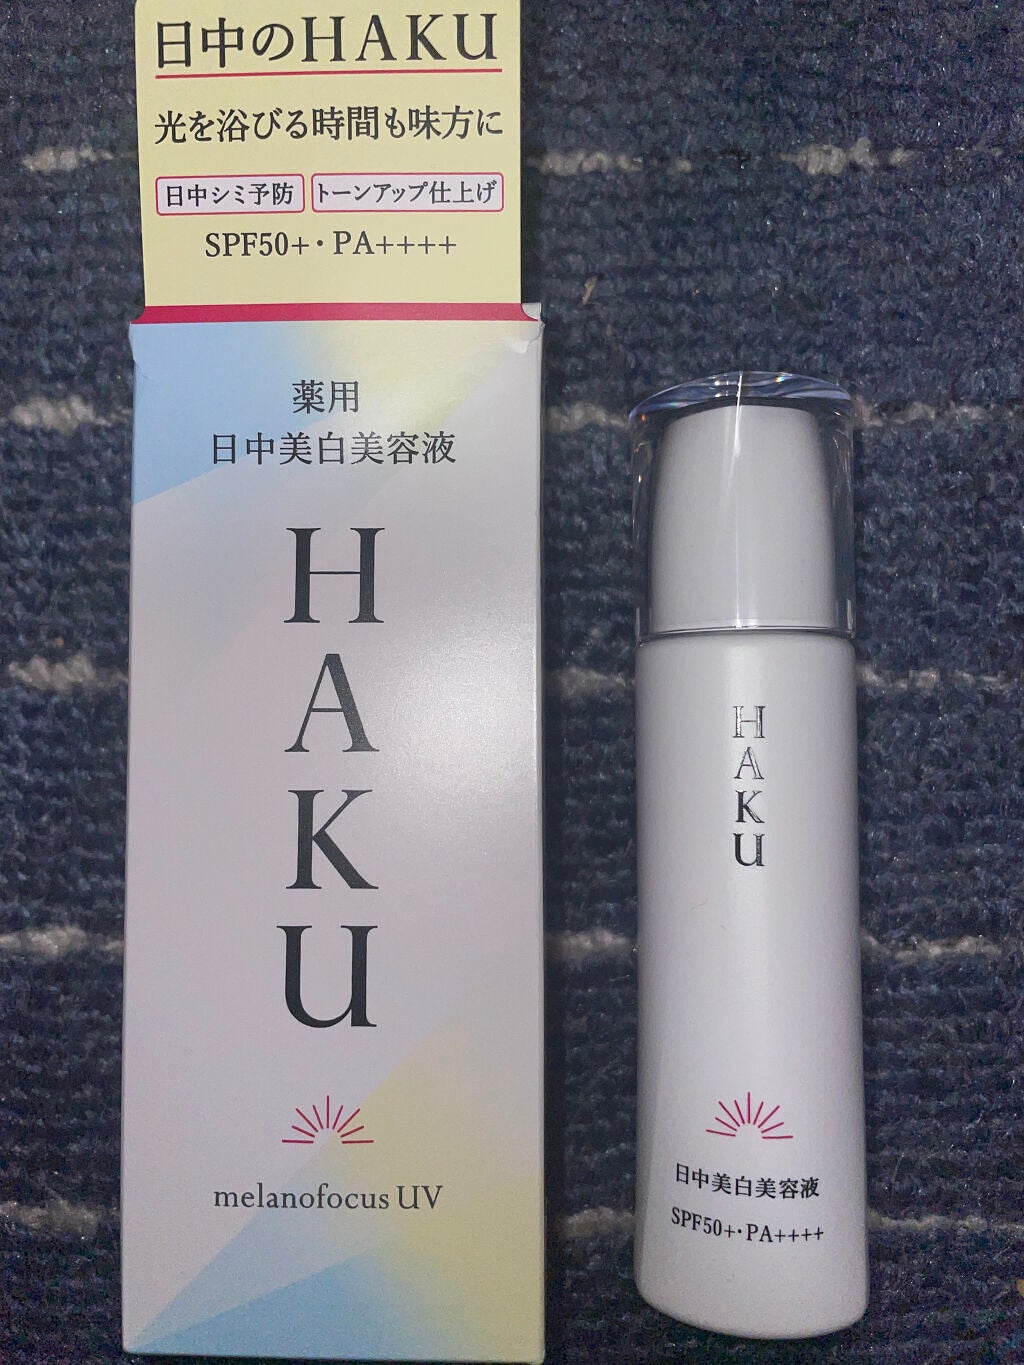 日中のHAKU
光を浴びる時間も味方に
日中シミ予防 トーンアップ仕上げ
SPF50+・PA++++
薬用
日中美白美容液
HAKU
melanofocus UV
HAKU
日中美白美容液
SPF50+・PA++++